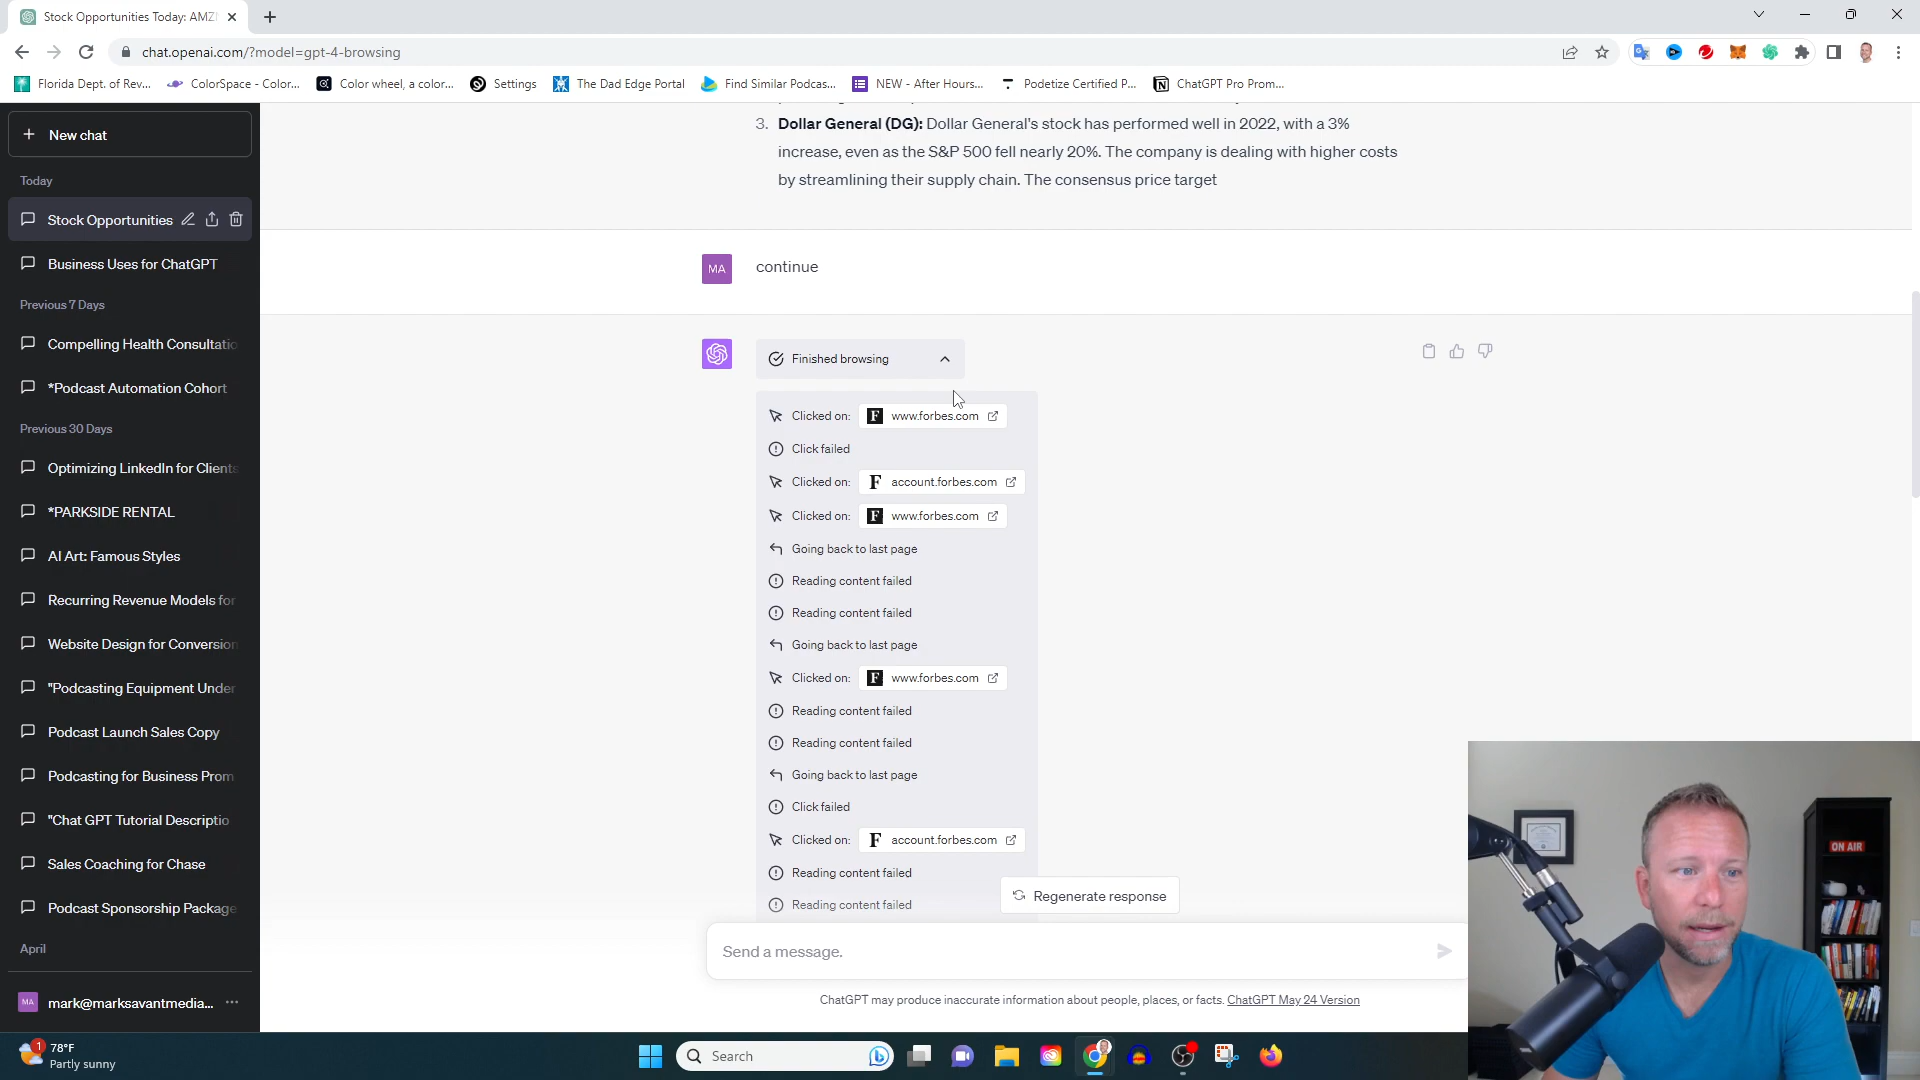 Stock Opportunities Today: AMZ
chat.openai.com/?model=gpt-4-browsing
Florida Dept. of Rev...
ColorSpace - Color...
Color wheel, a color...
Settings
The Dad Edge Portal
Find Similar Podcas...
NEW - After Hours...
Podetize Certified P...
ChatGPT Pro Prom...
New chat
Today
Stock Opportunities
Business Uses for ChatGPT
Previous 7 Days
Compelling Health Consultatio
*Podcast Automation Cohort
Previous 30 Days
Optimizing LinkedIn for Clients
*PARKSIDE RENTAL
AI Art: Famous Styles
Recurring Revenue Models for
Website Design for Conversion
"Podcasting Equipment Under
Podcast Launch Sales Copy
Podcasting for Business Prom
"Chat GPT Tutorial Descriptio
Sales Coaching for Chase
Podcast Sponsorship Package
April
MA mark@marksavantmedia... ...
3. Dollar General (DG): Dollar General's stock has performed well in 2022, with a 3%
increase, even as the S&P 500 fell nearly 20%. The company is dealing with higher costs
by streamlining their supply chain. The consensus price target
MA continue
Finished browsing
Clicked on: F www.forbes.com
Click failed
Clicked on: F account.forbes.com
Clicked on: F www.forbes.com
Going back to last page
Reading content failed
Reading content failed
Going back to last page
Clicked on: F www.forbes.com
Reading content failed
Reading content failed
Going back to last page
Click failed
Clicked on: F account.forbes.com
Reading content failed
Reading content failed
Regenerate response
Send a message.
ChatGPT may produce inaccurate information about people, places, or facts. ChatGPT May 24 Version
ON AIR
1 78°F
Partly sunny
Search